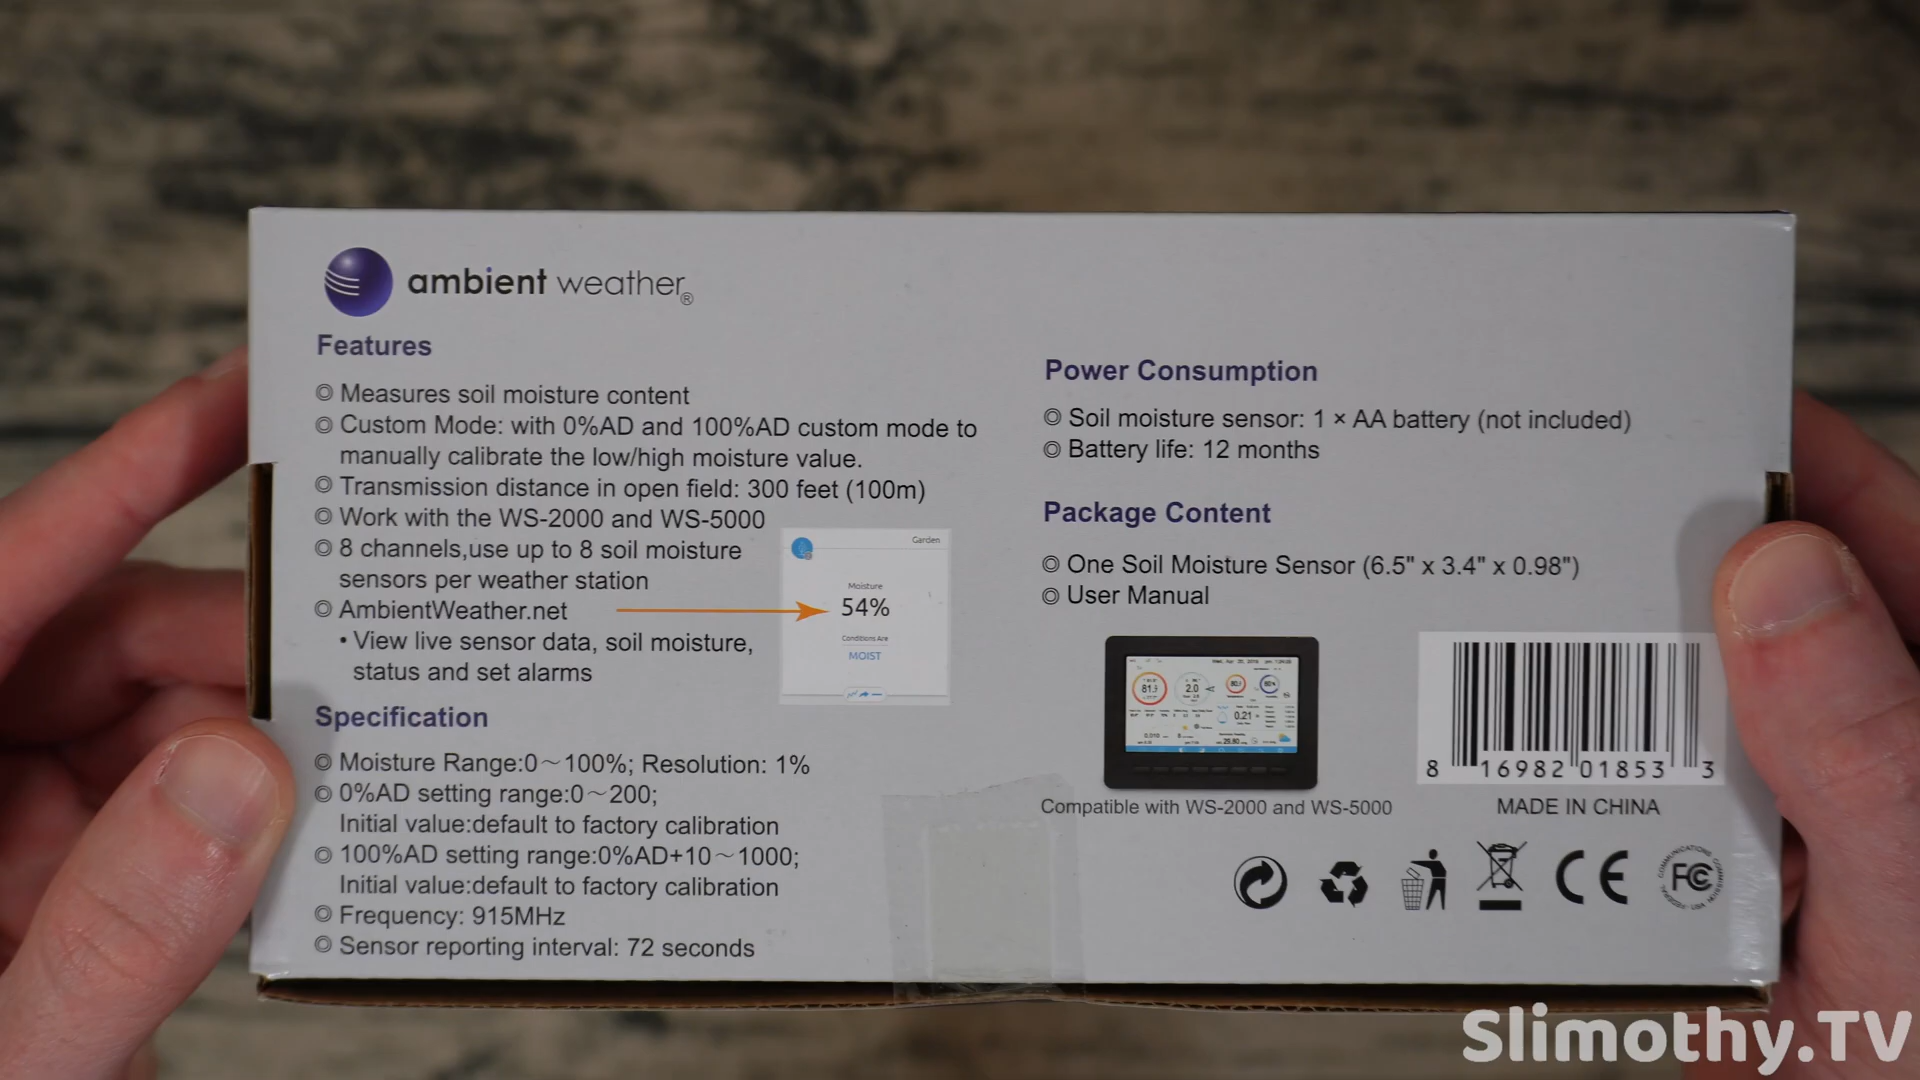 ambient weather®
Features
◎ Measures soil moisture content
◎ Custom Mode: with 0%AD and 100%AD custom mode to
manually calibrate the low/high moisture value.
◎ Transmission distance in open field: 300 feet (100m)
◎ Work with the WS-2000 and WS-5000
◎ 8 channels,use up to 8 soil moisture
sensors per weather station
◎ AmbientWeather.net
• View live sensor data, soil moisture,
status and set alarms
Garden
Moisture
54%
Conditions Are
MOIST
Specification
◎ Moisture Range:0~100%; Resolution: 1%
◎ 0%AD setting range:0~200;
Initial value:default to factory calibration
◎ 100%AD setting range:0%AD+10~1000;
Initial value:default to factory calibration
◎ Frequency: 915MHz
◎ Sensor reporting interval: 72 seconds
Power Consumption
◎ Soil moisture sensor: 1 × AA battery (not included)
◎ Battery life: 12 months
Package Content
◎ One Soil Moisture Sensor (6.5" x 3.4" x 0.98")
◎ User Manual
81.9
2.0
0.21
Compatible with WS-2000 and WS-5000
8 16982 01853 3
MADE IN CHINA
CE
FC
Slimothy.TV